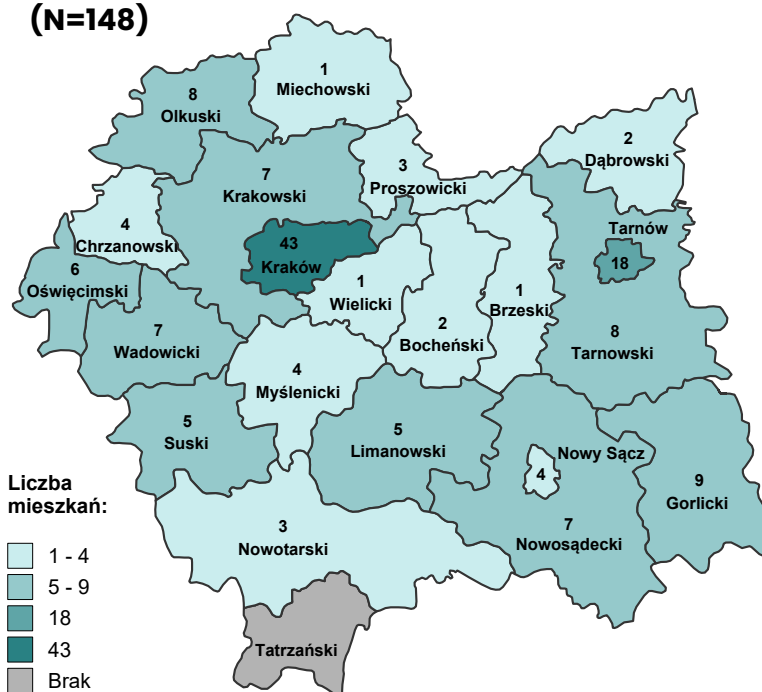 (N=148)
1
Miechowski
8
Olkuski
2
Dąbrowski
3
Proszowicki
7
Krakowski
4
Chrzanowski
Tarnów
18
43
Kraków
6
Oświęcimski
1
Wielicki
1
Brzeski
2
Bocheński
7
Wadowicki
8
Tarnowski
4
Myślenicki
5
Suski
5
Limanowski
Nowy Sącz
4
9
Gorlicki
7
Nowosądecki
3
Nowotarski
Tatrzański
Liczba
mieszkań:
1 - 4
5 - 9
18
43
Brak